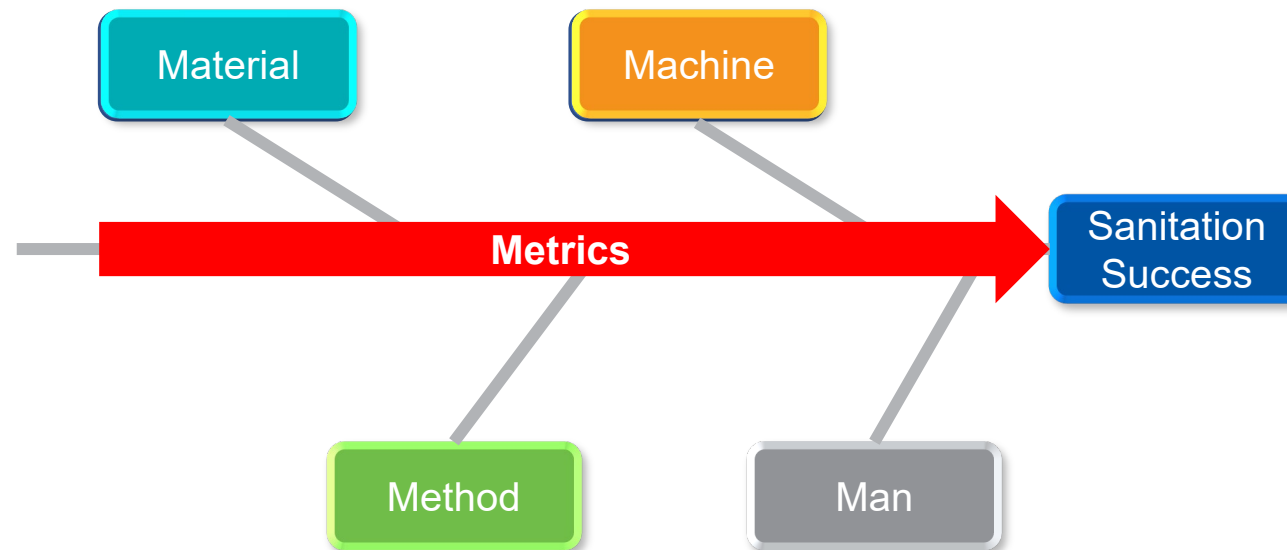 Material
Machine
Metrics
Sanitation
Success
Method
Man